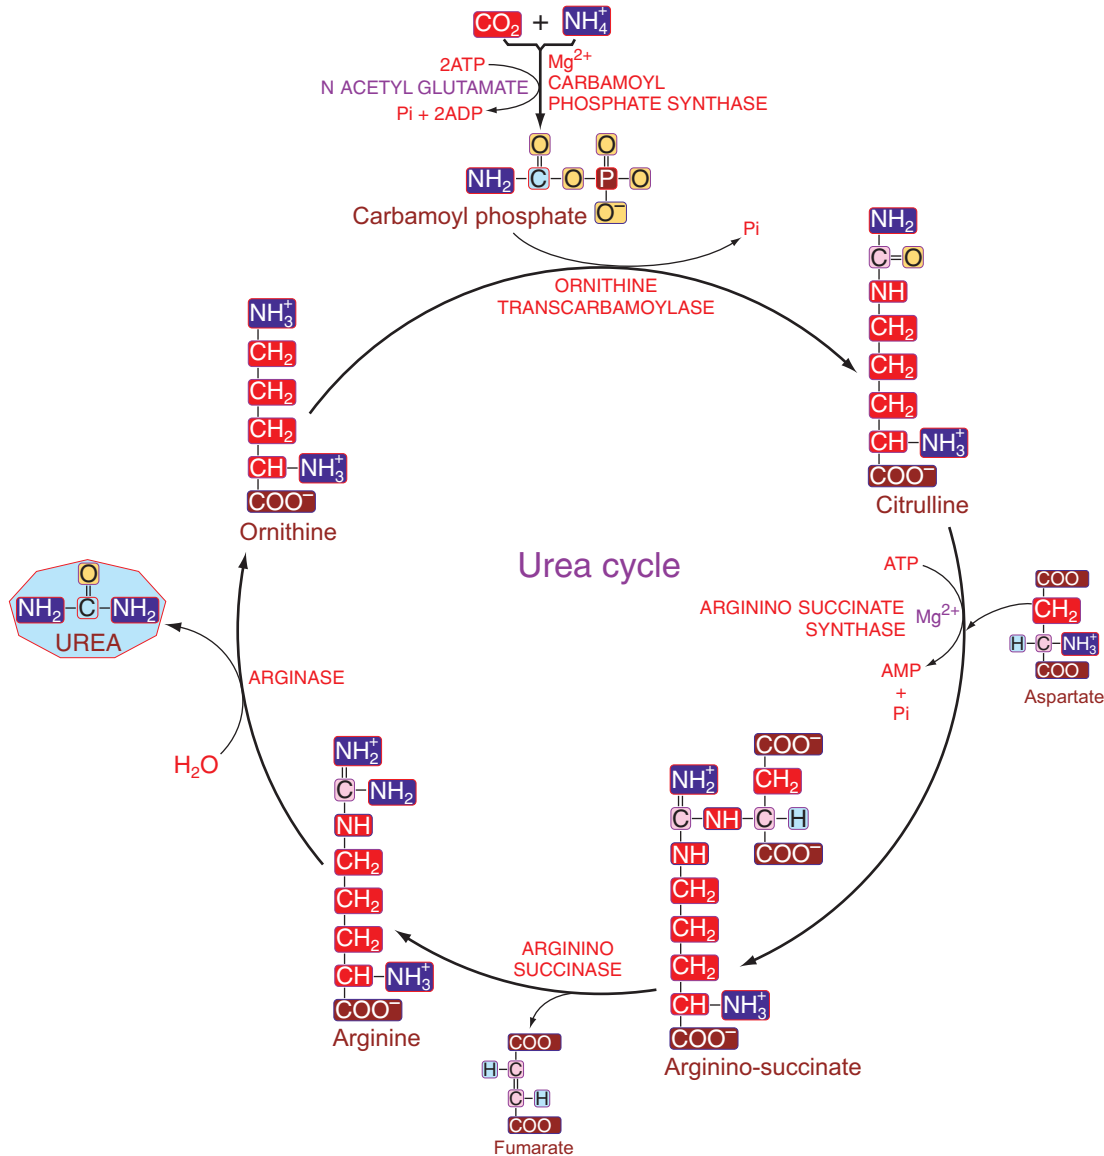 CO₂ + NH₄⁺
2ATP
Mg²⁺
N ACETYL GLUTAMATE
CARBAMOYL
PHOSPHATE SYNTHASE
Pi + 2ADP
O O
NH₂ C O P O
O⁻
Carbamoyl phosphate
Pi
ORNITHINE
TRANSCARBAMOYLASE
NH₃⁺
CH₂
CH₂
CH₂
CH NH₃⁺
COO⁻
Ornithine
NH₂
C=O
NH
CH₂
CH₂
CH₂
CH NH₃⁺
COO⁻
Citrulline
Urea cycle
ATP
ARGININO SUCCINATE
SYNTHASE
Mg²⁺
AMP
+
Pi
COO
CH₂
H C NH₃⁺
COO
Aspartate
O
NH₂ C NH₂
UREA
ARGINASE
H₂O
NH₂⁺
C NH₂
NH
CH₂
CH₂
CH₂
CH NH₃⁺
COO⁻
Arginine
COO⁻
NH₂⁺ CH₂
C NH C H
NH COO⁻
CH₂
CH₂
CH₂
CH NH₃⁺
COO⁻
Arginino-succinate
ARGININO
SUCCINASE
COO
H C
C H
COO
Fumarate